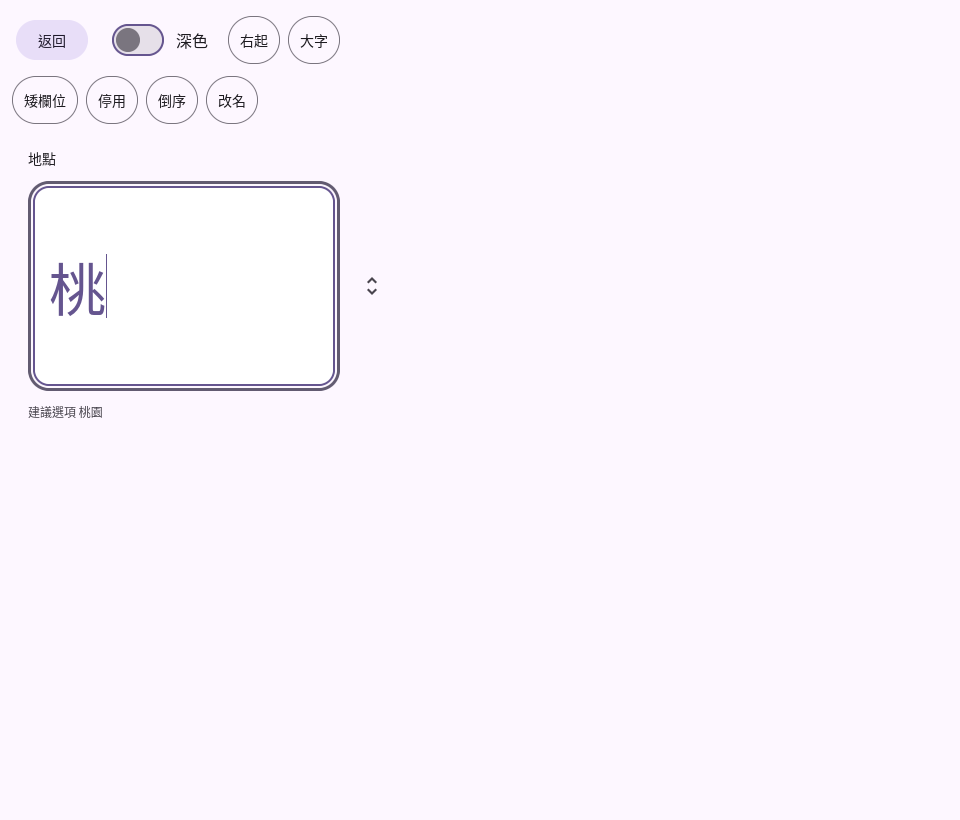 返回 深色 右起 大字
矮欄位 停用 倒序 改名
地點
桃
建議選項 桃園